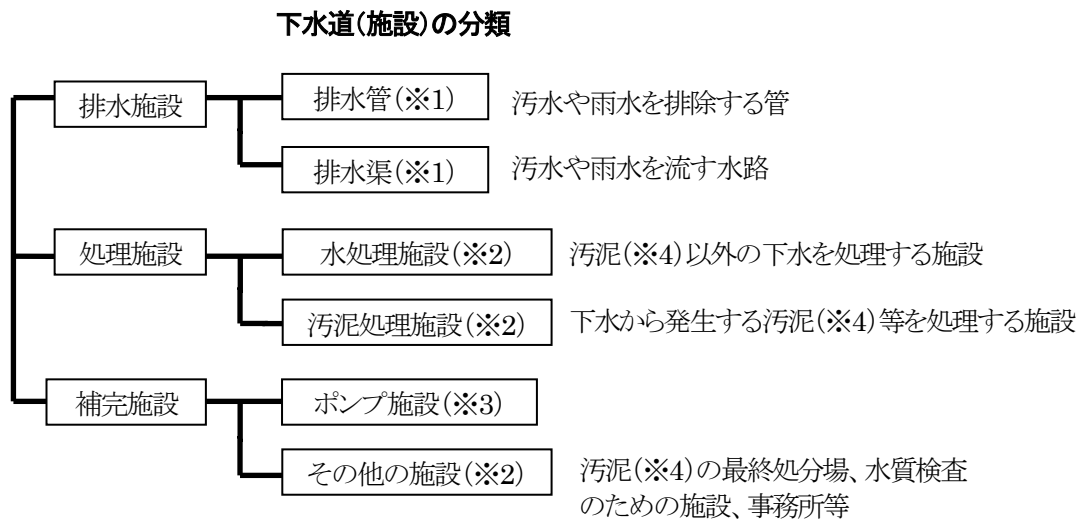 下水道(施設)の分類
排水施設
排水管(※1)
汚水や雨水を排除する管
排水渠(※1)
汚水や雨水を流す水路
処理施設
水処理施設(※2)
汚泥(※4)以外の下水を処理する施設
汚泥処理施設(※2)
下水から発生する汚泥(※4)等を処理する施設
補完施設
ポンプ施設(※3)
その他の施設(※2)
汚泥(※4)の最終処分場、水質検査
のための施設、事務所等